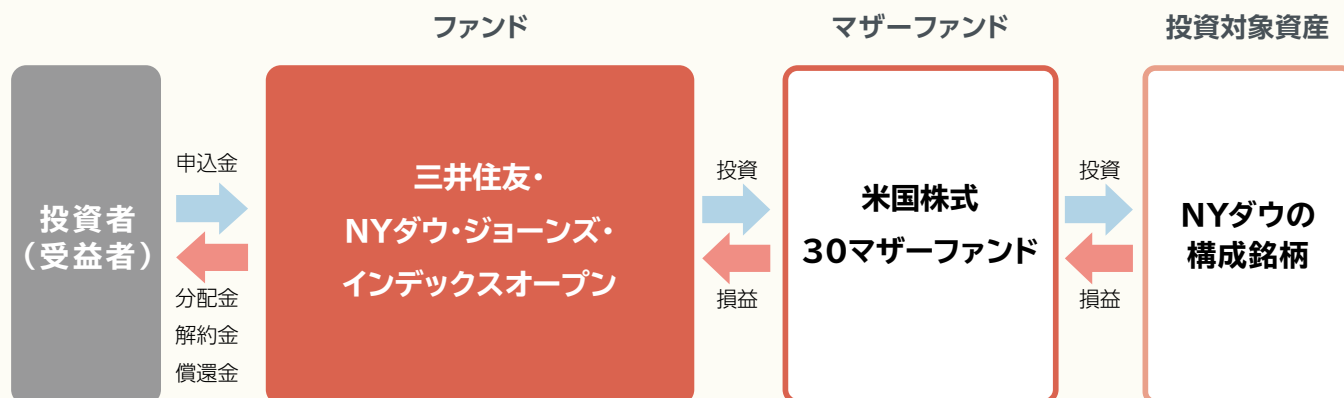 ファンド
マザーファンド
投資対象資産
投資者
（受益者）
申込金
分配金
解約金
償還金
三井住友・
NYダウ・ジョーンズ・
インデックスオープン
投資
損益
米国株式
30マザーファンド
投資
損益
NYダウの
構成銘柄